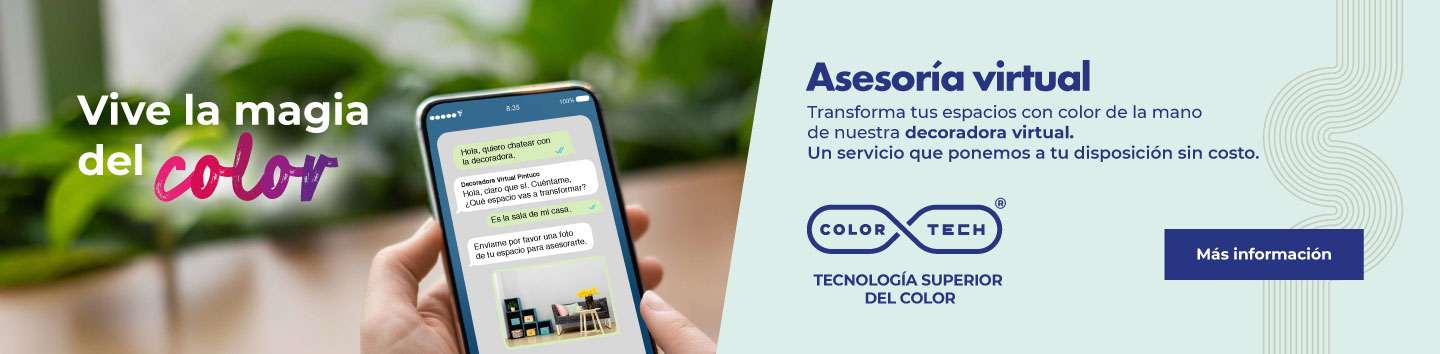 Vive la magia
del color
8:35
100%
Hola, quiero chatear con
la decoradora.
Decoradora Virtual Pintuco
Hola, claro que sí. Cuéntame,
¿Qué espacio vas a transformar?
Es la sala de mi casa.
Envíame por favor una foto
de tu espacio para asesorarte.
Asesoría virtual
Transforma tus espacios con color de la mano
de nuestra decoradora virtual.
Un servicio que ponemos a tu disposición sin costo.
COLOR TECH ®
TECNOLOGÍA SUPERIOR
DEL COLOR
Más información